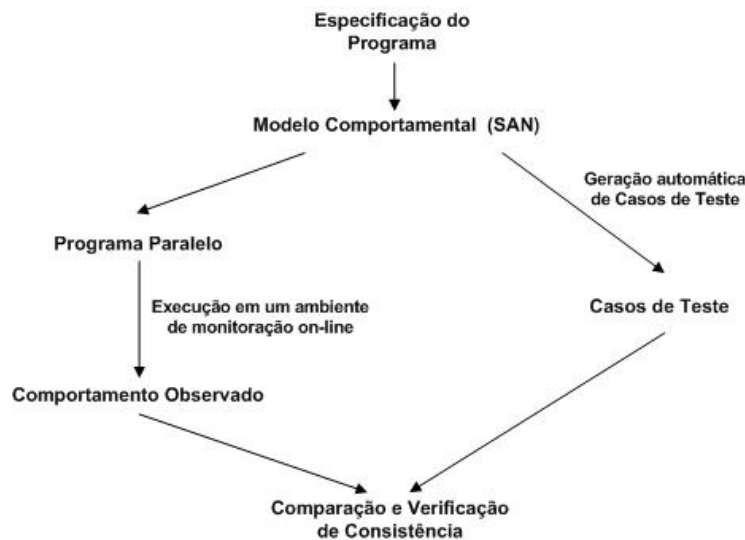 Especificação do
Programa
Modelo Comportamental (SAN)
Geração automática
de Casos de Teste
Programa Paralelo
Execução em um ambiente
de monitoração on-line
Casos de Teste
Comportamento Observado
Comparação e Verificação
de Consistência